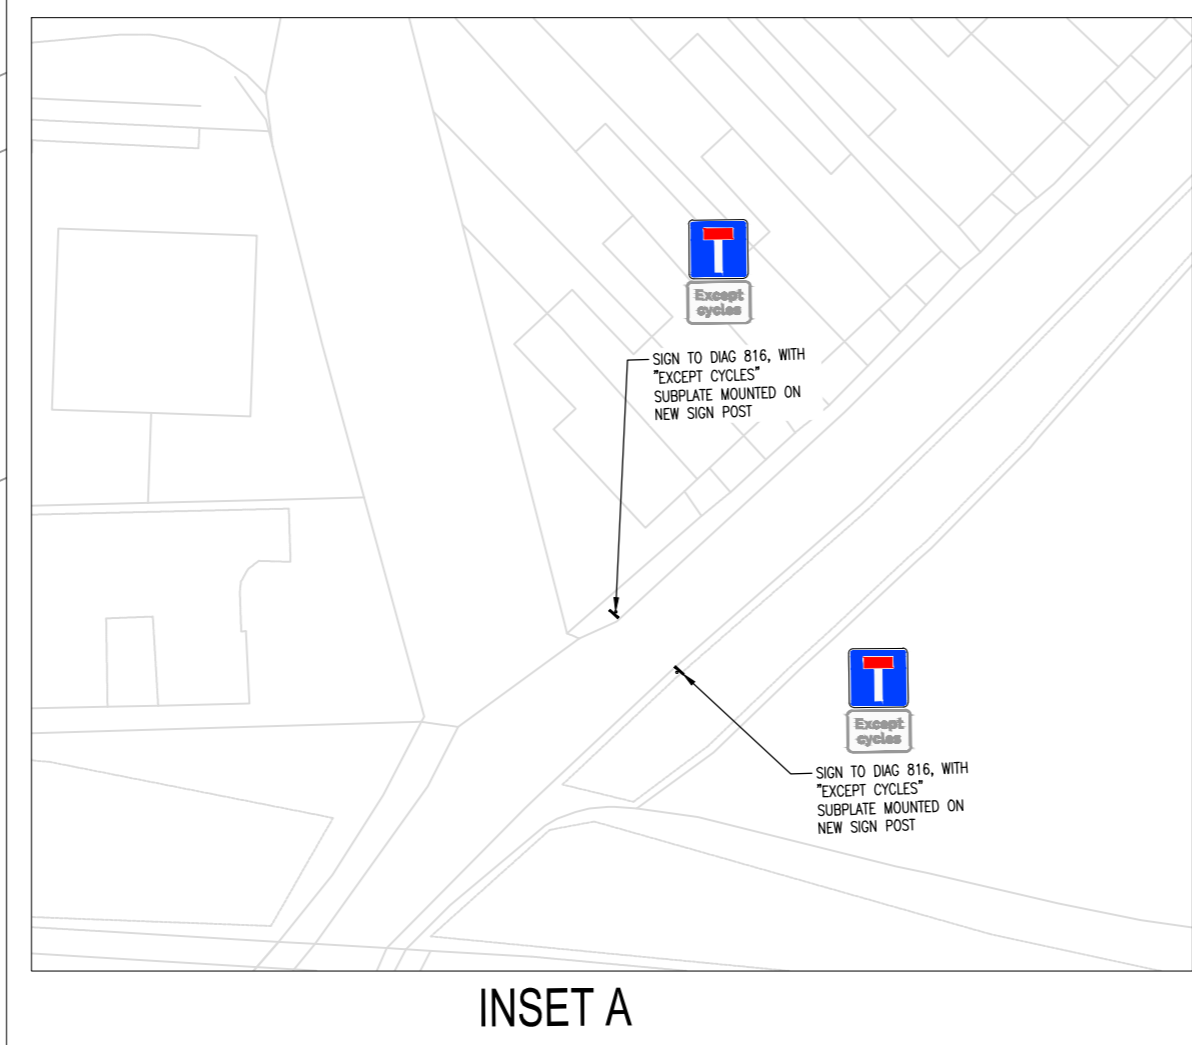 Except
cycles
SIGN TO DIAG 816, WITH
"EXCEPT CYCLES"
SUBPLATE MOUNTED ON
NEW SIGN POST
Except
cycles
SIGN TO DIAG 816, WITH
"EXCEPT CYCLES"
SUBPLATE MOUNTED ON
NEW SIGN POST
INSET A